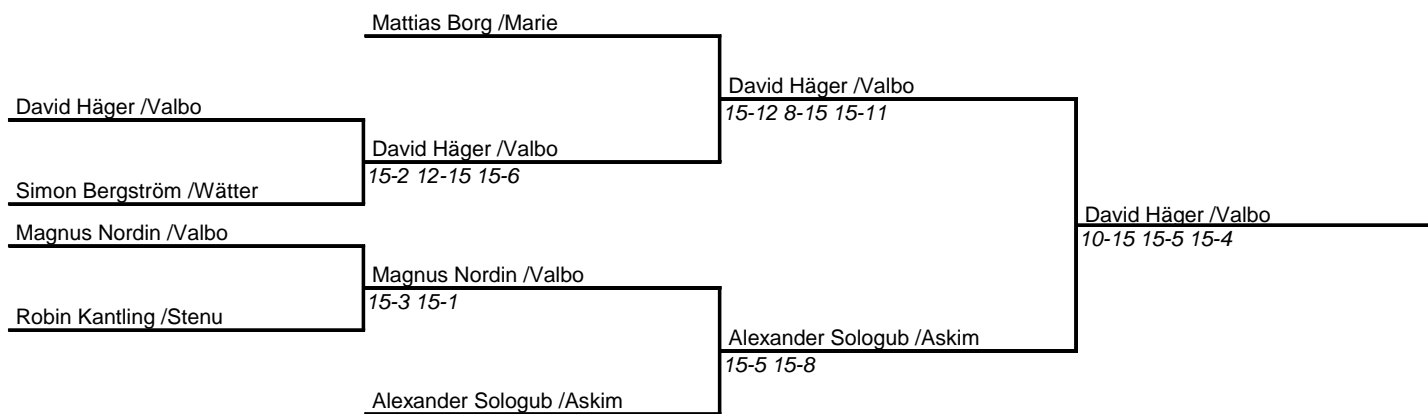 Mattias Borg /Marie
David Häger /Valbo
15-12 8-15 15-11
David Häger /Valbo
David Häger /Valbo
15-2 12-15 15-6
Simon Bergström /Wätter
David Häger /Valbo
10-15 15-5 15-4
Magnus Nordin /Valbo
Magnus Nordin /Valbo
15-3 15-1
Robin Kantling /Stenu
Alexander Sologub /Askim
15-5 15-8
Alexander Sologub /Askim